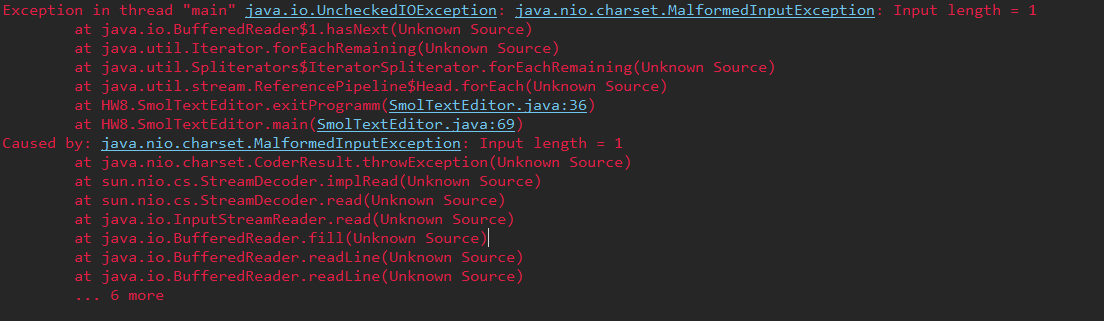 Exception in thread "main" java.io.UncheckedIOException: java.nio.charset.MalformedInputException: Input length = 1
at java.io.BufferedReader$1.hasNext(Unknown Source)
at java.util.Iterator.forEachRemaining(Unknown Source)
at java.util.Spliterators$IteratorSpliterator.forEachRemaining(Unknown Source)
at java.util.stream.ReferencePipeline$Head.forEach(Unknown Source)
at HW8.SmolTextEditor.exitProgramm(SmolTextEditor.java:36)
at HW8.SmolTextEditor.main(SmolTextEditor.java:69)
Caused by: java.nio.charset.MalformedInputException: Input length = 1
at java.nio.charset.CoderResult.throwException(Unknown Source)
at sun.nio.cs.StreamDecoder.implRead(Unknown Source)
at sun.nio.cs.StreamDecoder.read(Unknown Source)
at java.io.InputStreamReader.read(Unknown Source)
at java.io.BufferedReader.fill(Unknown Source)
at java.io.BufferedReader.readLine(Unknown Source)
at java.io.BufferedReader.readLine(Unknown Source)
... 6 more